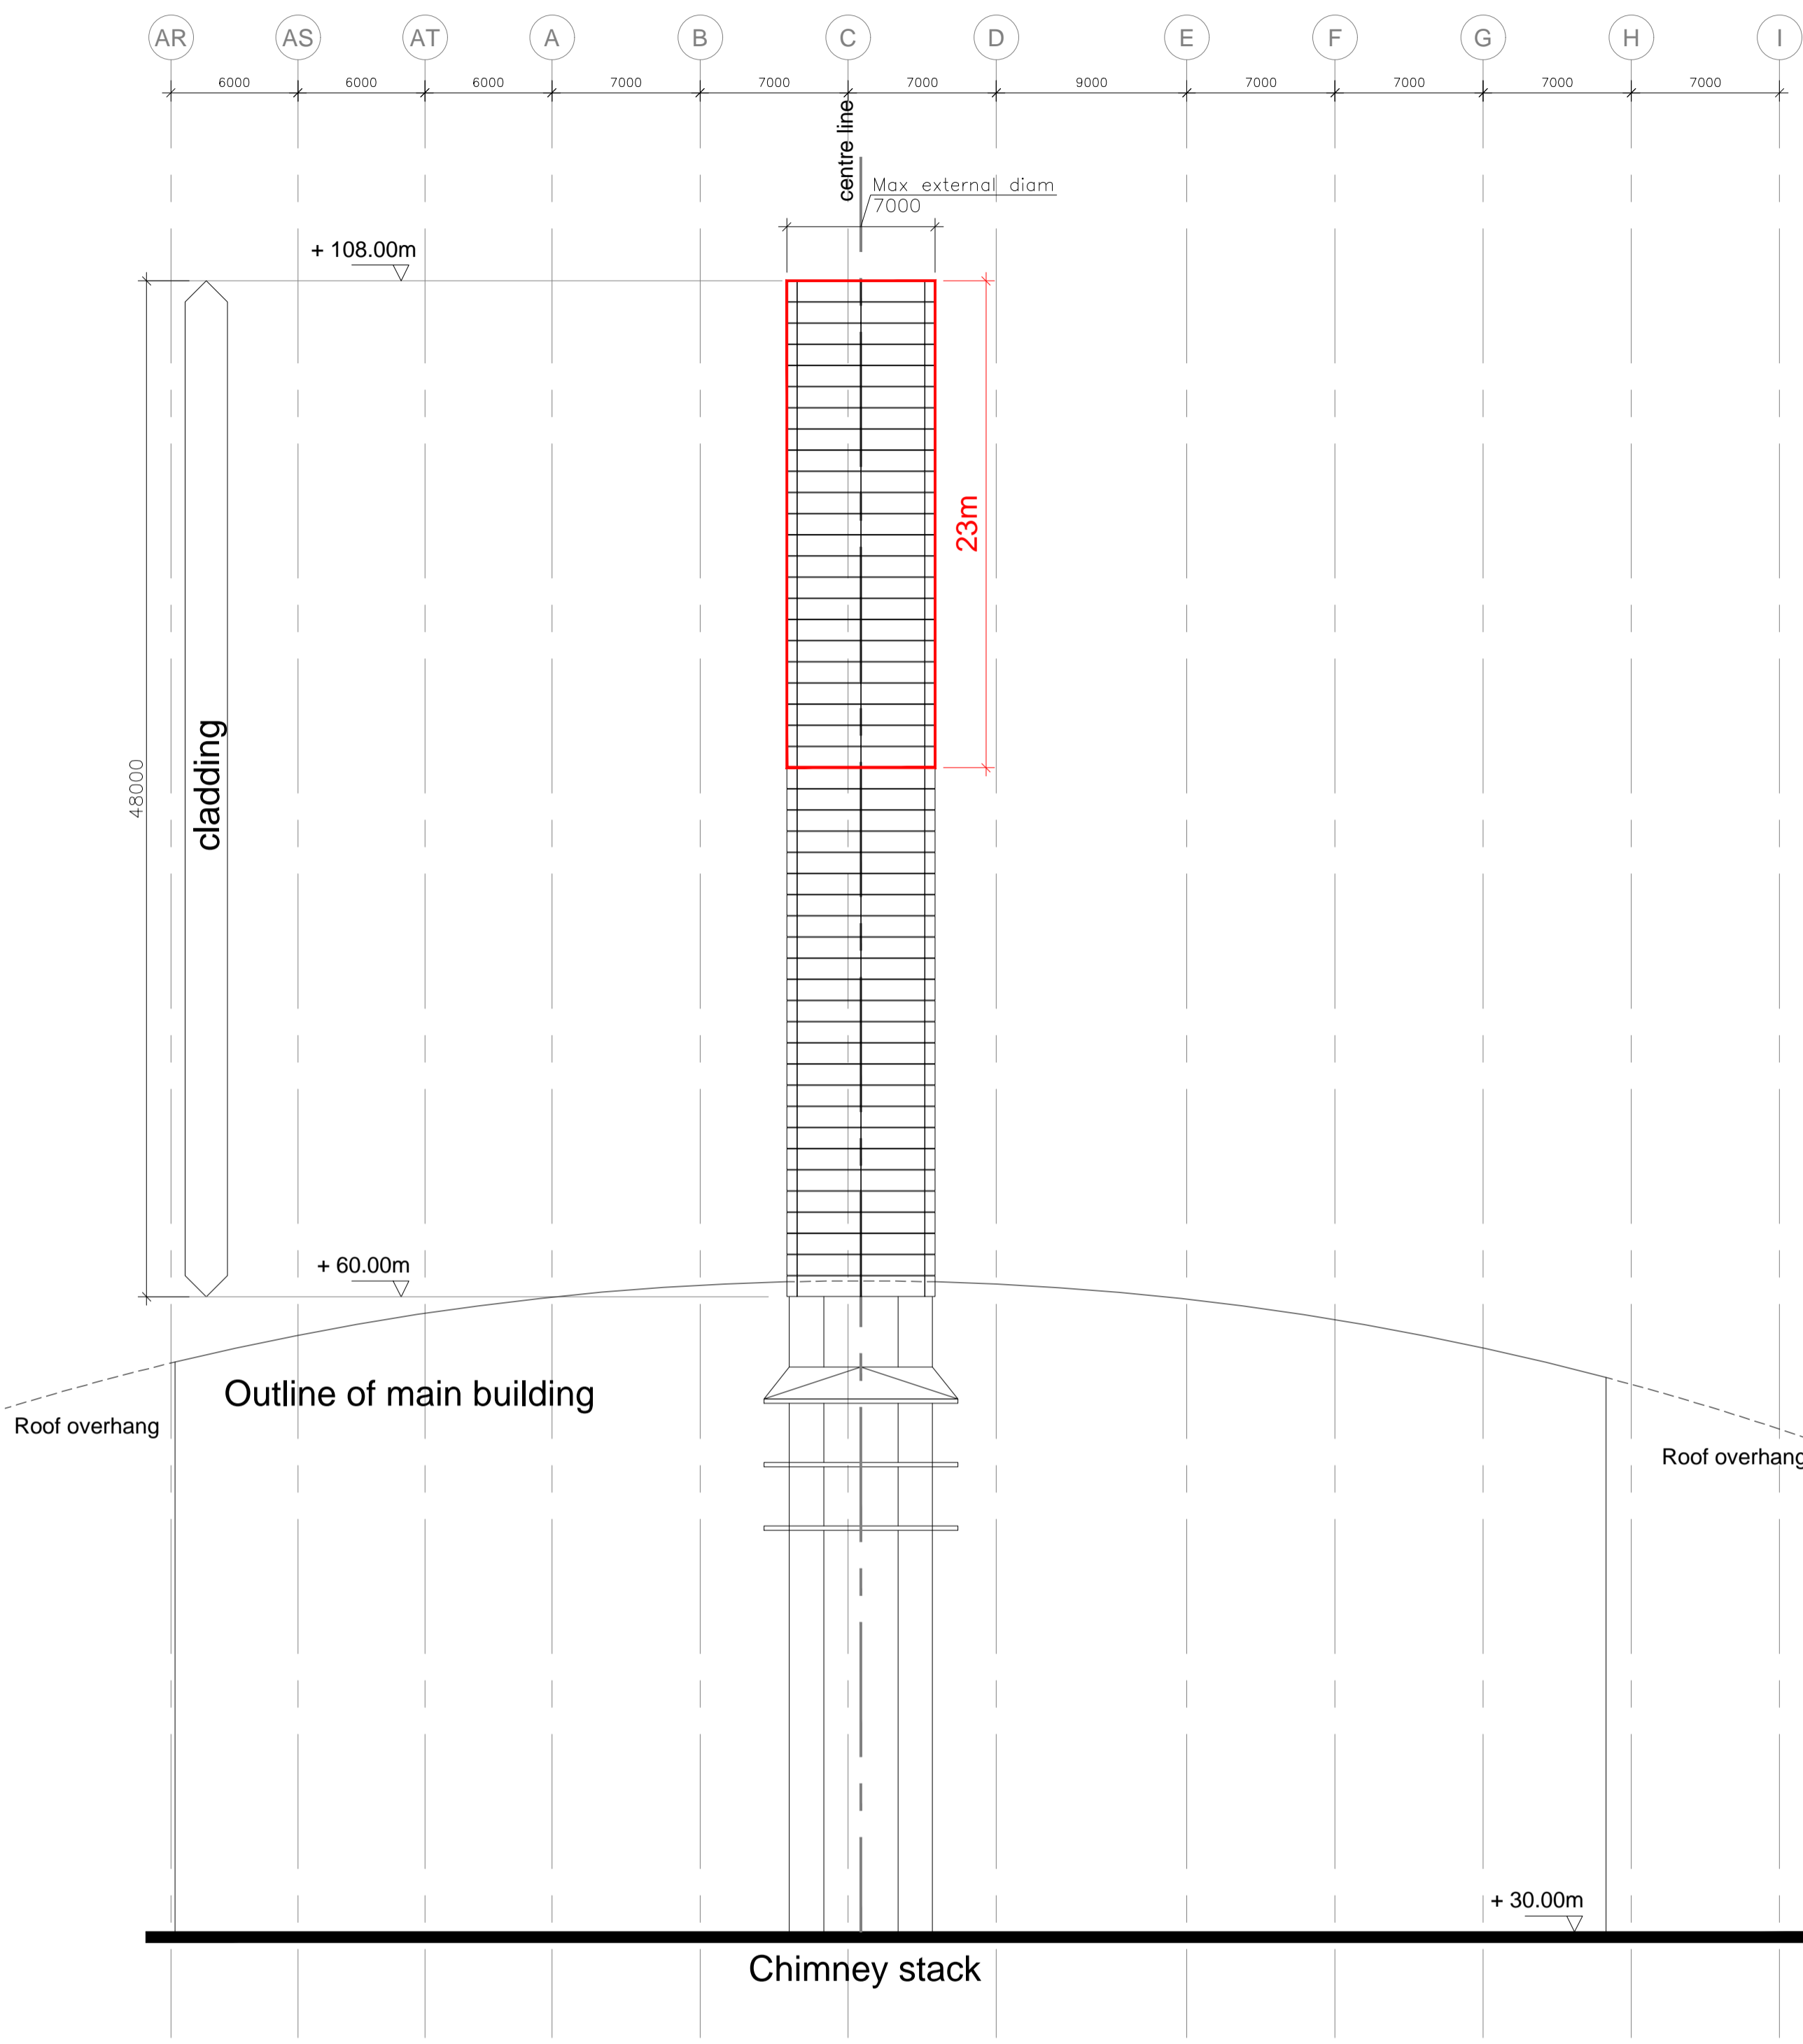 AR AS AT A B C D E F G H I
6000 6000 6000 7000 7000 7000 9000 7000 7000 7000 7000
centre line
Max external diam
7000
+ 108.00m
23m
cladding
48000
+ 60.00m
Outline of main building
Roof overhang
Roof overhang
+ 30.00m
Chimney stack